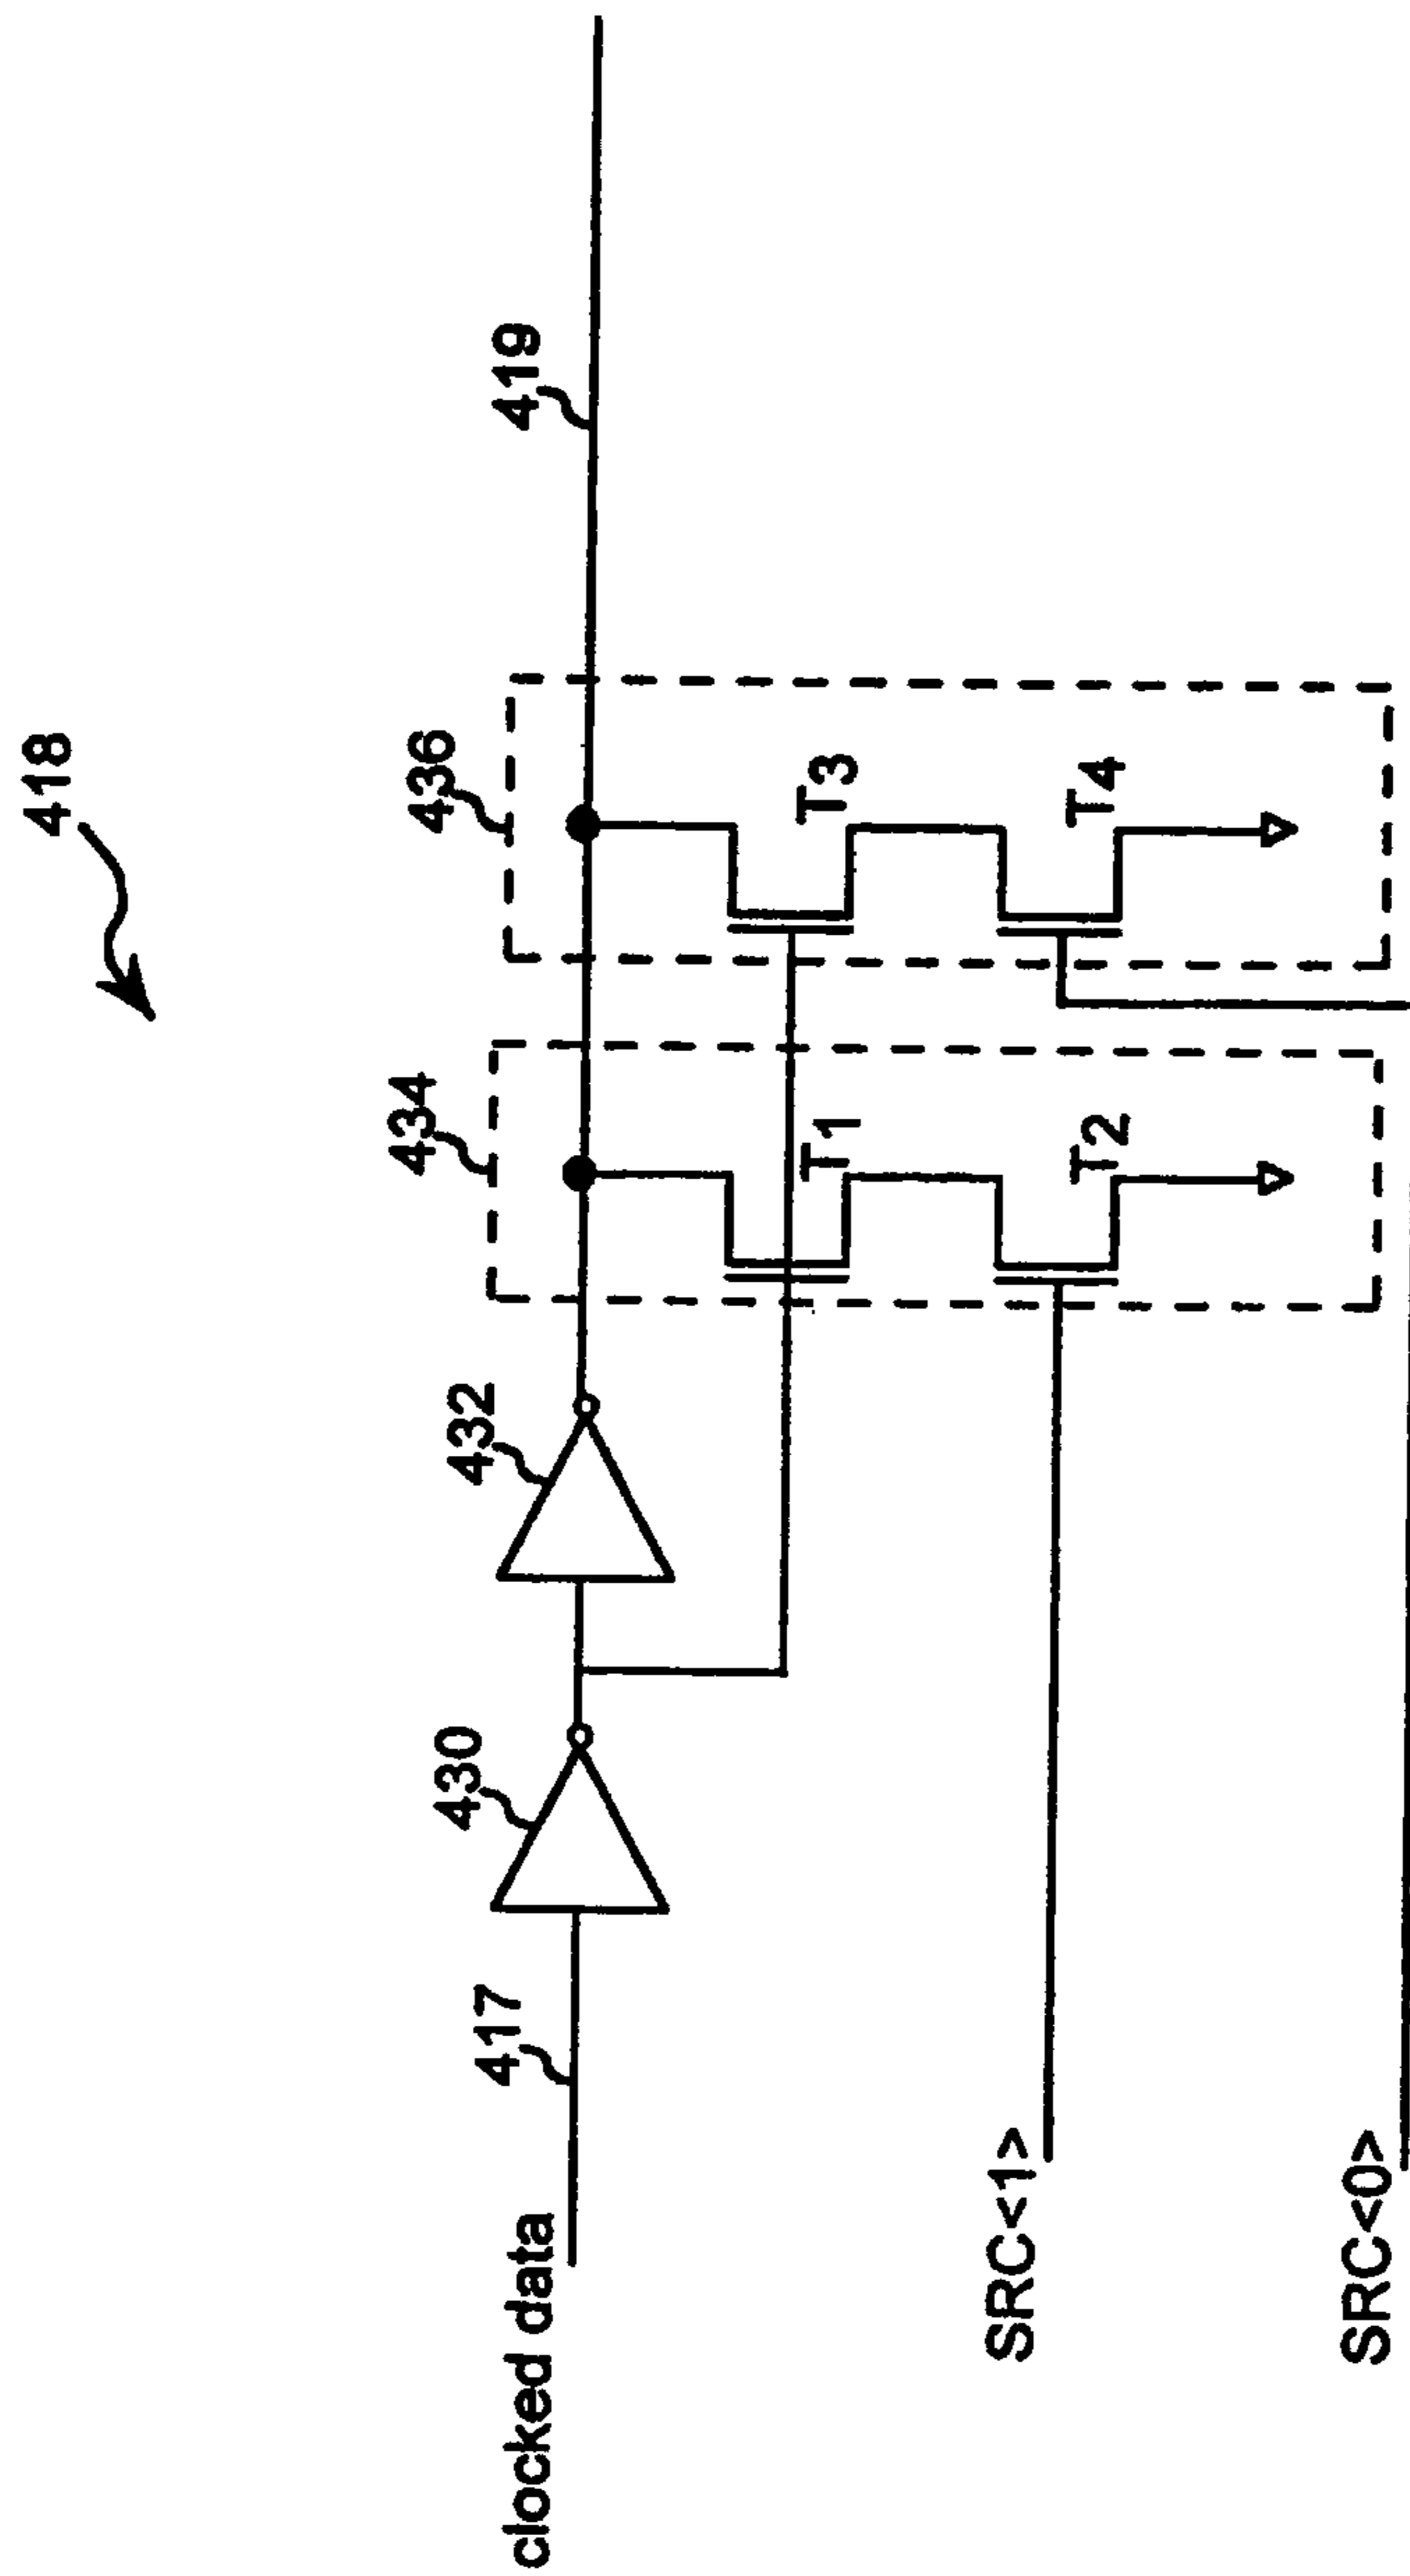 418
419
436
434
432
430
417
T3
T4
T1
T2
clocked data
SRC<1>
SRC<0>